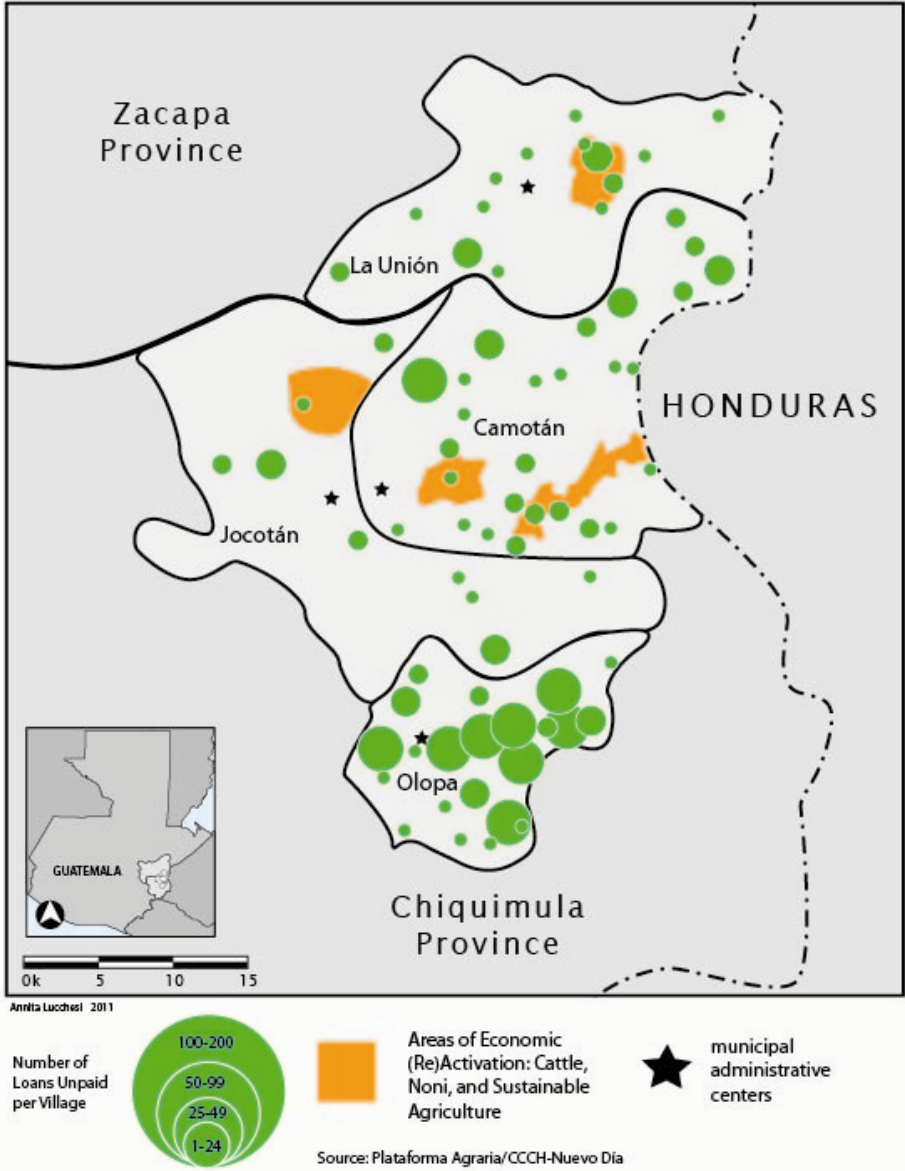 Zacapa
Province
La Unión
HONDURAS
Camotán
Jocotán
Olopa
GUATEMALA
Chiquimula
Province
0k 5 10 15
Annita Lucchesi 2011
Number of
Loans Unpaid
per Village
100-200
50-99
25-49
1-24
Areas of Economic
(Re)Activation: Cattle,
Noni, and Sustainable
Agriculture
municipal
administrative
centers
Source: Plataforma Agraria/CCCH-Nuevo Día